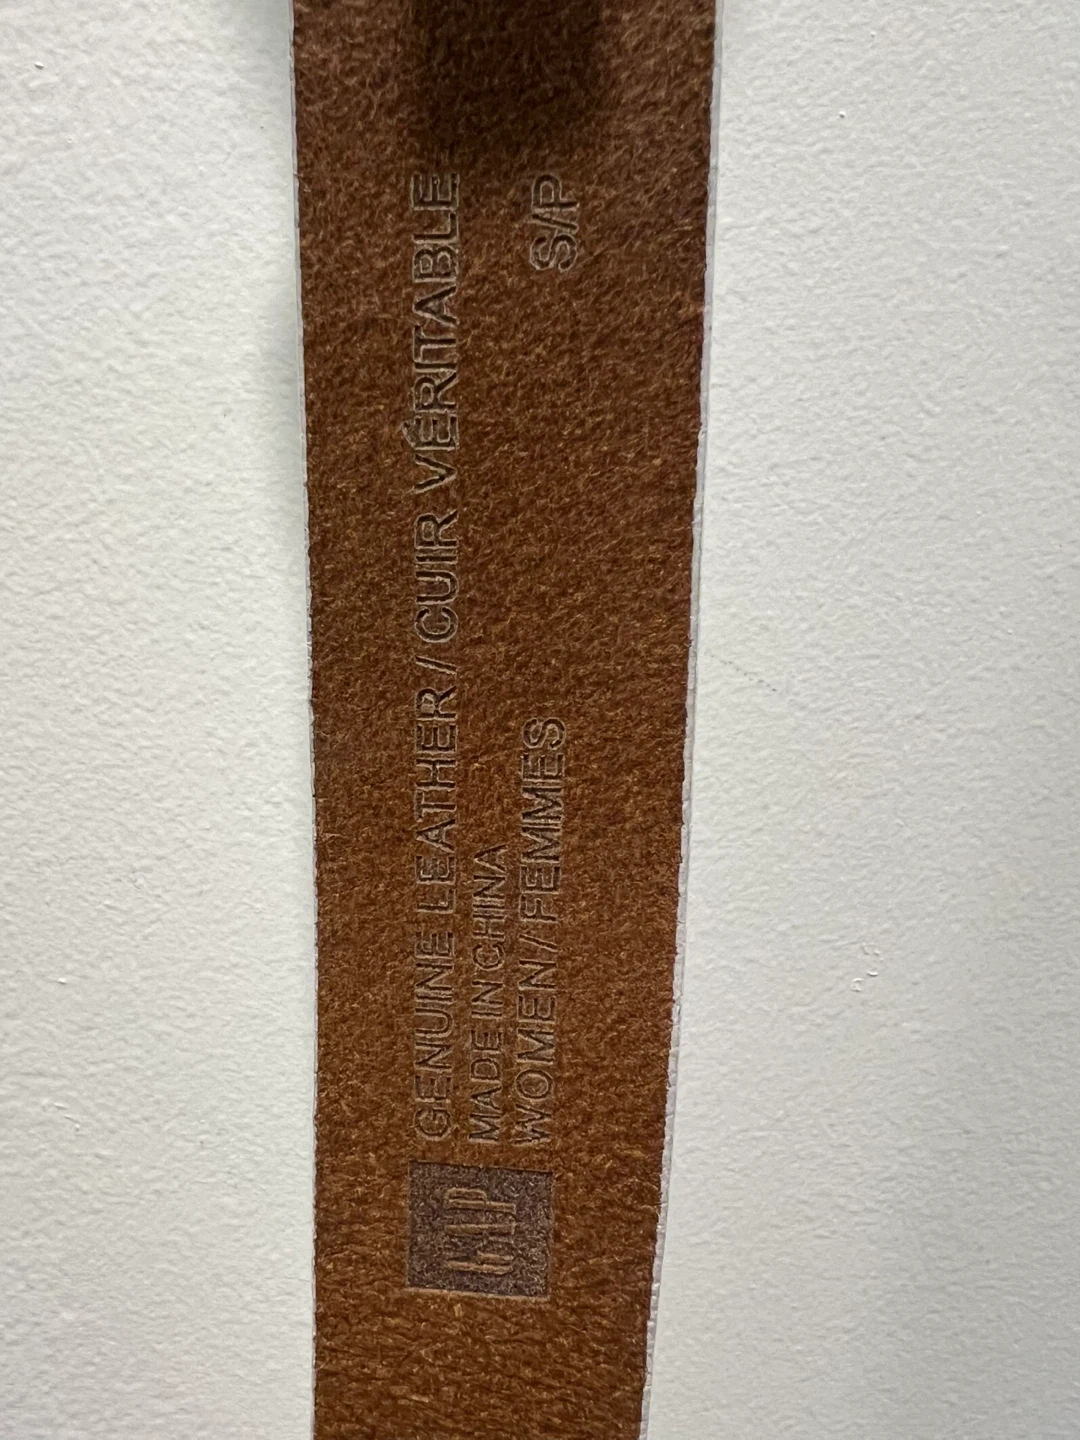 GAP
GENUINE LEATHER / CUIR VÉRITABLE
MADE IN CHINA
WOMEN / FEMMES S/P